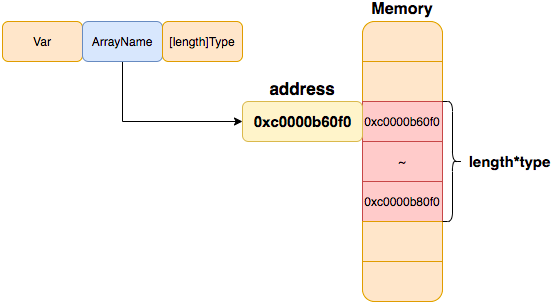 Memory
Var ArrayName [length]Type
address
0xc0000b60f0 0xc0000b60f0
~
length*type
0xc0000b80f0